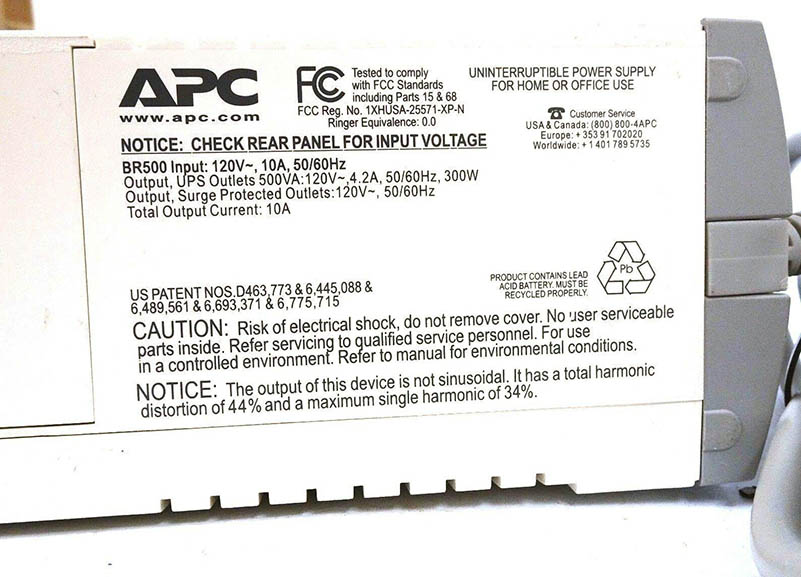 APC
www.apc.com
FC
Tested to comply
with FCC Standards
including Parts 15 & 68
FCC Reg. No. 1XHUSA-25571-XP-N
Ringer Equivalence: 0.0
UNINTERRUPTIBLE POWER SUPPLY
FOR HOME OR OFFICE USE
Customer Service
USA & Canada: (800) 800-4APC
Europe: +353 91 702020
Worldwide: +1 401 789 5735
NOTICE: CHECK REAR PANEL FOR INPUT VOLTAGE
BR500 Input: 120V~, 10A, 50/60Hz
Output, UPS Outlets 500VA:120V~,4.2A, 50/60Hz, 300W
Output, Surge Protected Outlets:120V~, 50/60Hz
Total Output Current: 10A
US PATENT NOS.D463,773 & 6,445,088 &
6,489,561 & 6,693,371 & 6,775,715
PRODUCT CONTAINS LEAD
ACID BATTERY. MUST BE
RECYCLED PROPERLY.
Pb
CAUTION: Risk of electrical shock, do not remove cover. No user serviceable
parts inside. Refer servicing to qualified service personnel. For use
in a controlled environment. Refer to manual for environmental conditions.
NOTICE: The output of this device is not sinusoidal. It has a total harmonic
distortion of 44% and a maximum single harmonic of 34%.